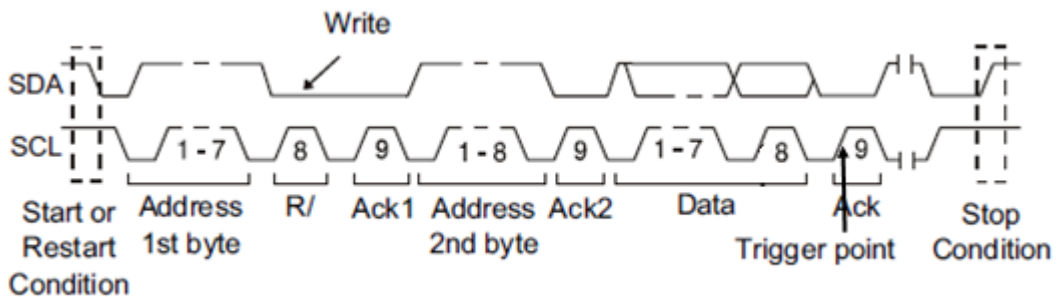 Write
SDA
SCL
1 - 7
8
9
1 - 8
9
1 - 7
8
9
Start or
Restart
Condition
Address
1st byte
R/
Ack1
Address
2nd byte
Ack2
Data
Ack
Trigger point
Stop
Condition